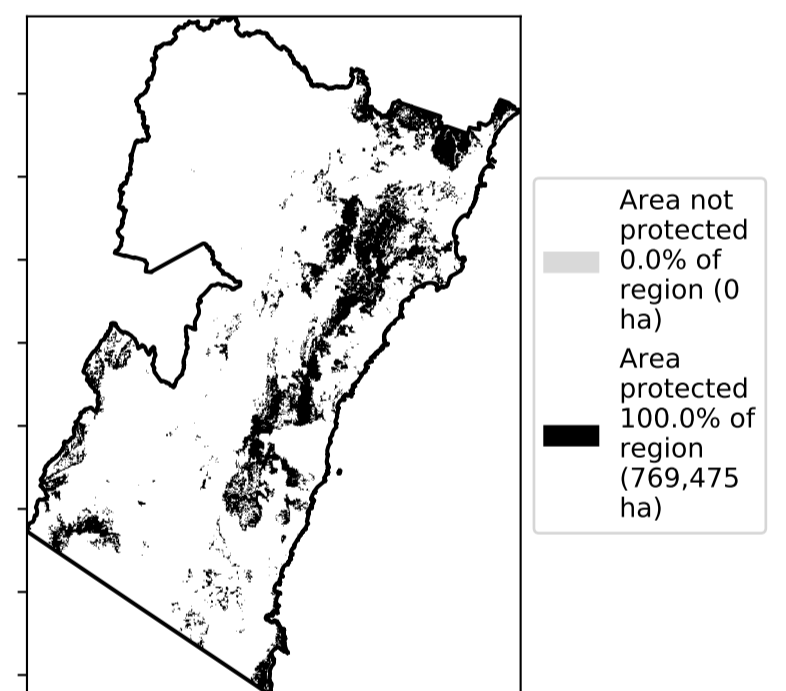 Area not
protected
0.0% of
region (0
ha)
Area
protected
100.0% of
region
(769,475
ha)